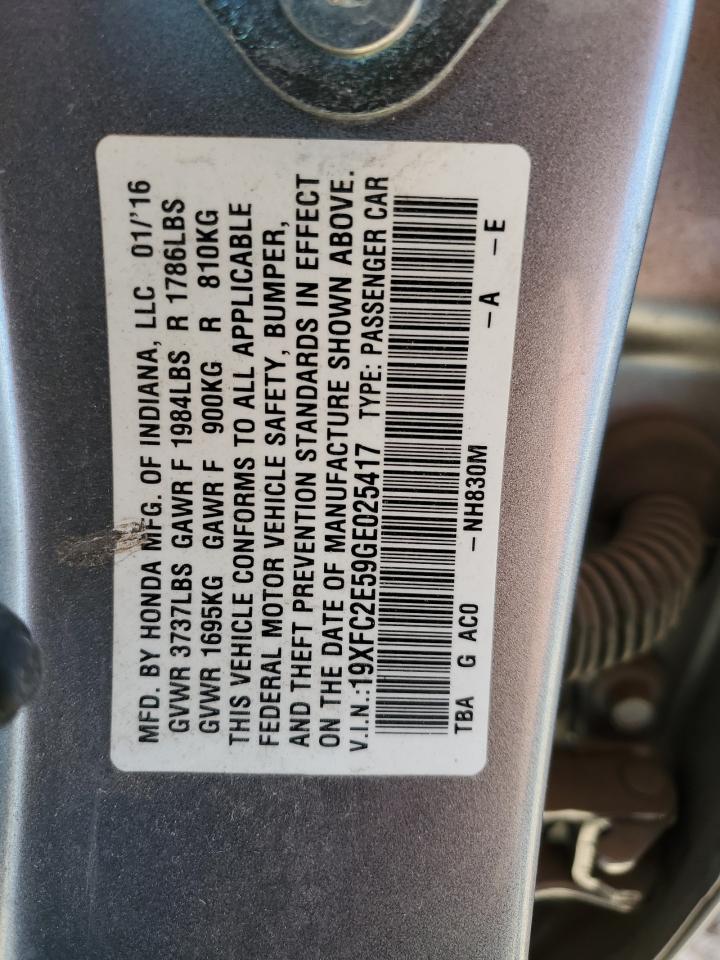 MFD. BY HONDA MFG. OF INDIANA, LLC 01/'16
GVWR 3737LBS GAWR F 1984LBS R 1786LBS
GVWR 1695KG GAWR F 900KG R 810KG
THIS VEHICLE CONFORMS TO ALL APPLICABLE
FEDERAL MOTOR VEHICLE SAFETY, BUMPER,
AND THEFT PREVENTION STANDARDS IN EFFECT
ON THE DATE OF MANUFACTURE SHOWN ABOVE.
V.I.N.:19XFC2E59GE025417 TYPE: PASSENGER CAR
TBA G AC0 -NH830M -A -E